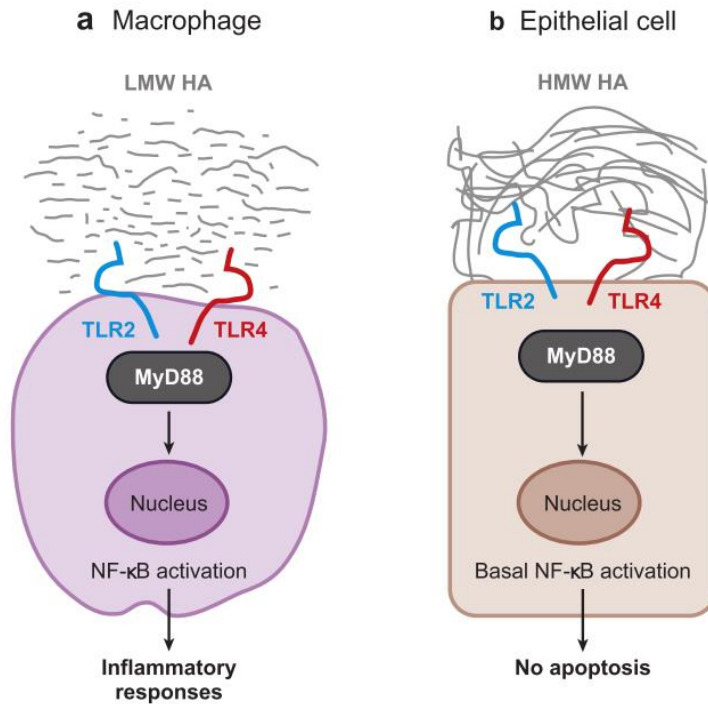 a Macrophage
LMW HA
TLR2
TLR4
MyD88
Nucleus
NF-κB activation
Inflammatory
responses
b Epithelial cell
HMW HA
TLR2
TLR4
MyD88
Nucleus
Basal NF-κB activation
No apoptosis